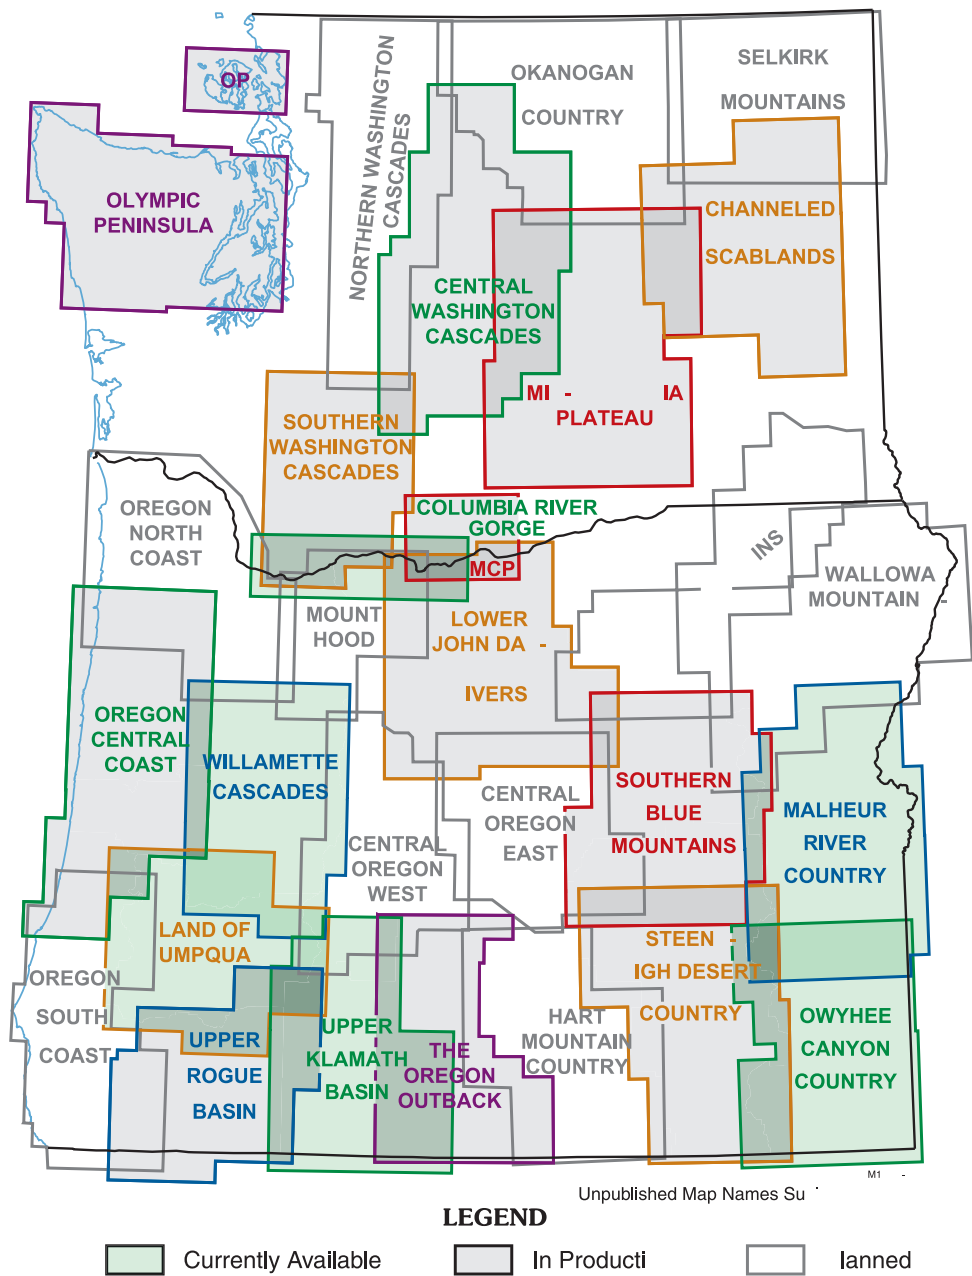 OP
OLYMPIC
PENINSULA
NORTHERN WASHINGTON
CASCADES
OKANOGAN
COUNTRY
SELKIRK
MOUNTAINS
CHANNELED
SCABLANDS
CENTRAL
WASHINGTON
CASCADES
MI - IA
PLATEAU
SOUTHERN
WASHINGTON
CASCADES
COLUMBIA RIVER
GORGE
MCP
OREGON
NORTH
COAST
MOUNT
HOOD
LOWER
JOHN DA -
IVERS
INS
WALLOWA
MOUNTAIN -
OREGON
CENTRAL
COAST
WILLAMETTE
CASCADES
CENTRAL
OREGON
WEST
CENTRAL
OREGON
EAST
SOUTHERN
BLUE
MOUNTAINS
MALHEUR
RIVER
COUNTRY
LAND OF
UMPQUA
OREGON
SOUTH
COAST
UPPER
ROGUE
BASIN
UPPER
KLAMATH
BASIN
THE
OREGON
OUTBACK
HART
MOUNTAIN
COUNTRY
STEEN -
IGH DESERT
COUNTRY
OWYHEE
CANYON
COUNTRY
M1 -
Unpublished Map Names Su
LEGEND
Currently Available
In Producti
lanned